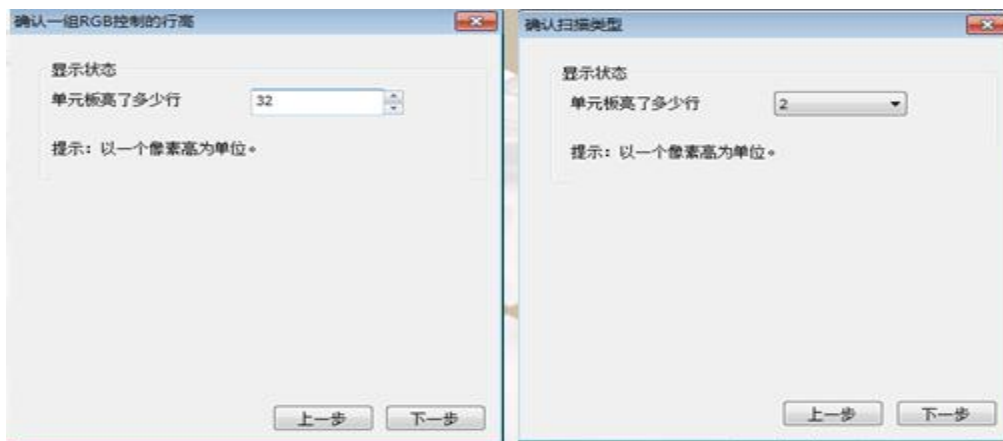 确认一组RGB控制的行高
显示状态
单元板亮了多少行 32
提示：以一个像素高为单位。
上一步 下一步
确认扫描类型
显示状态
单元板亮了多少行 2
提示：以一个像素高为单位。
上一步 下一步